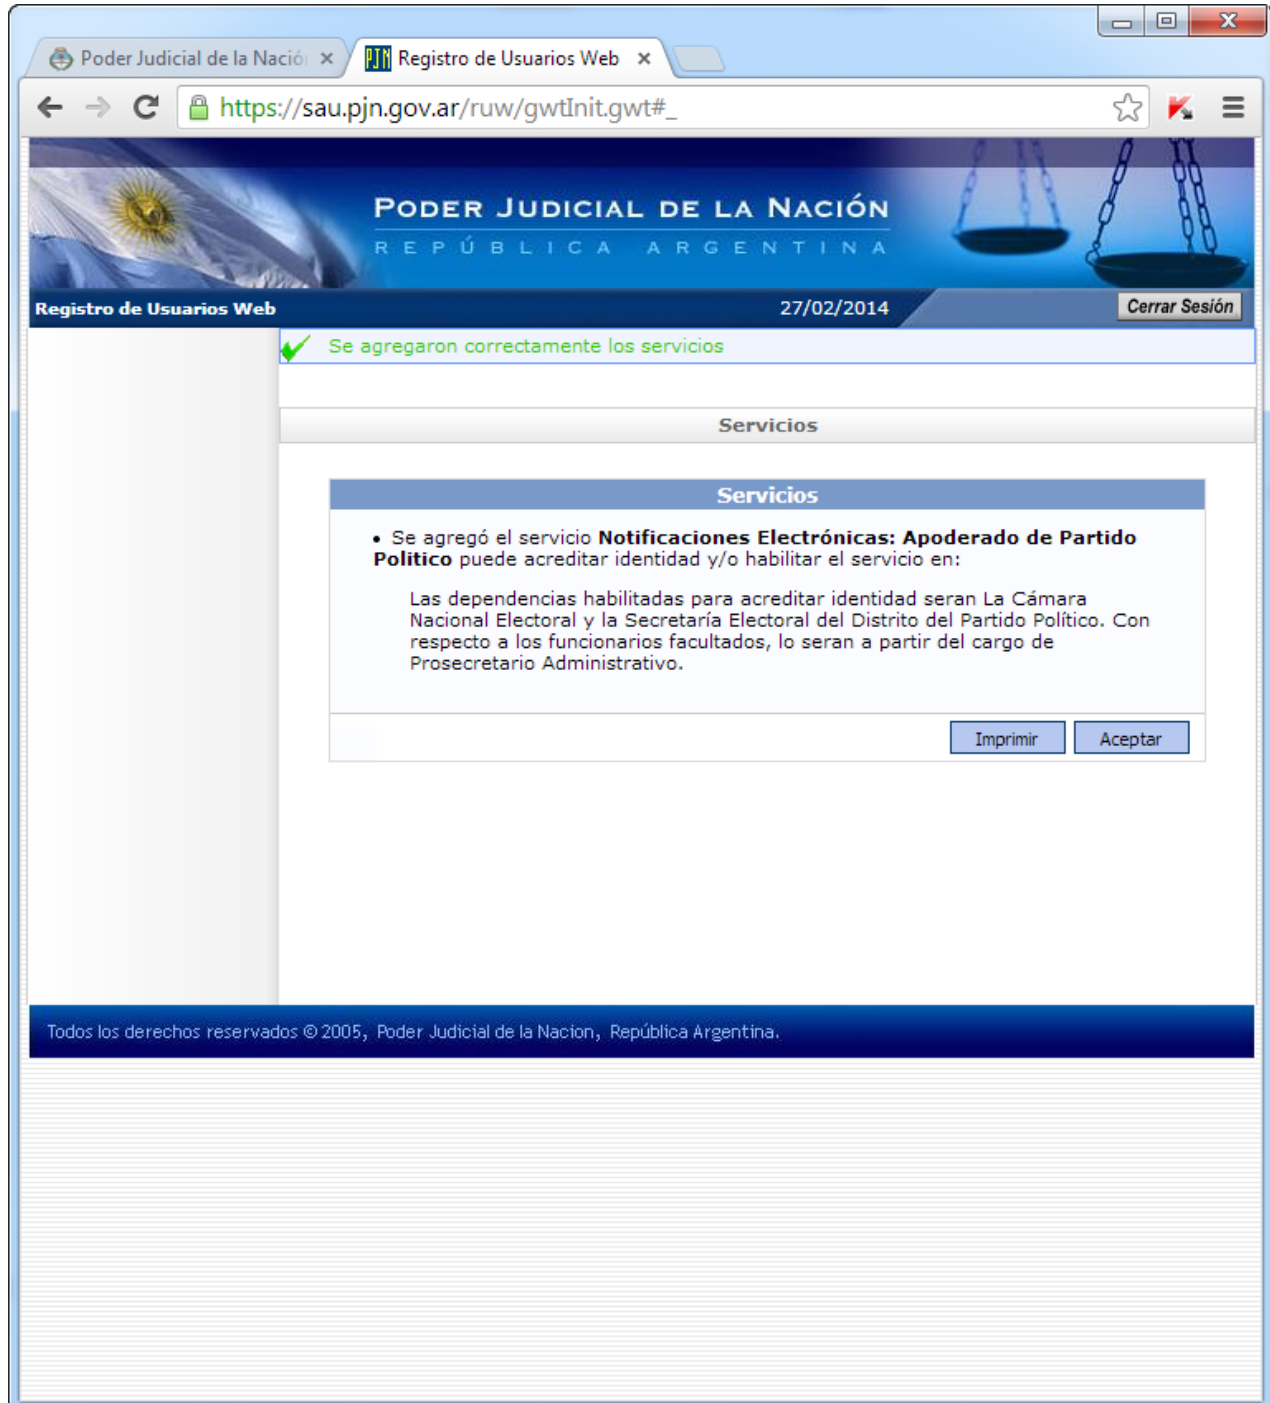 Poder Judicial de la Nació
Registro de Usuarios Web
https://sau.pjn.gov.ar/ruw/gwtInit.gwt#_
PODER JUDICIAL DE LA NACIÓN
REPÚBLICA ARGENTINA
Registro de Usuarios Web 27/02/2014 Cerrar Sesión
Se agregaron correctamente los servicios
Servicios
Servicios
• Se agregó el servicio Notificaciones Electrónicas: Apoderado de Partido
Politico puede acreditar identidad y/o habilitar el servicio en:
Las dependencias habilitadas para acreditar identidad seran La Cámara
Nacional Electoral y la Secretaría Electoral del Distrito del Partido Político. Con
respecto a los funcionarios facultados, lo seran a partir del cargo de
Prosecretario Administrativo.
Imprimir Aceptar
Todos los derechos reservados © 2005, Poder Judicial de la Nacion, República Argentina.